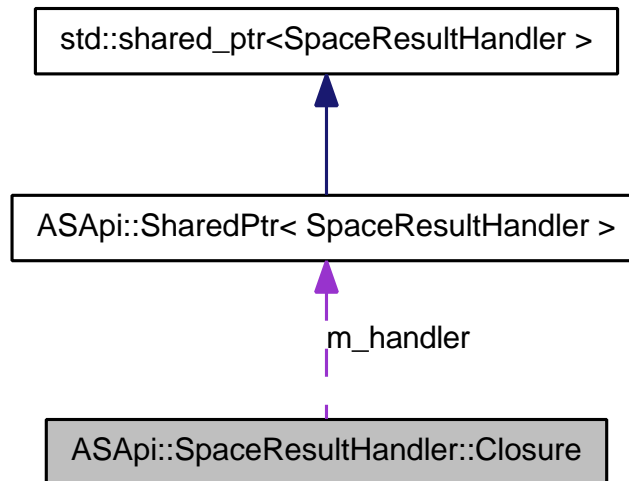 std::shared_ptr<SpaceResultHandler >
ASApi::SharedPtr< SpaceResultHandler >
m_handler
ASApi::SpaceResultHandler::Closure